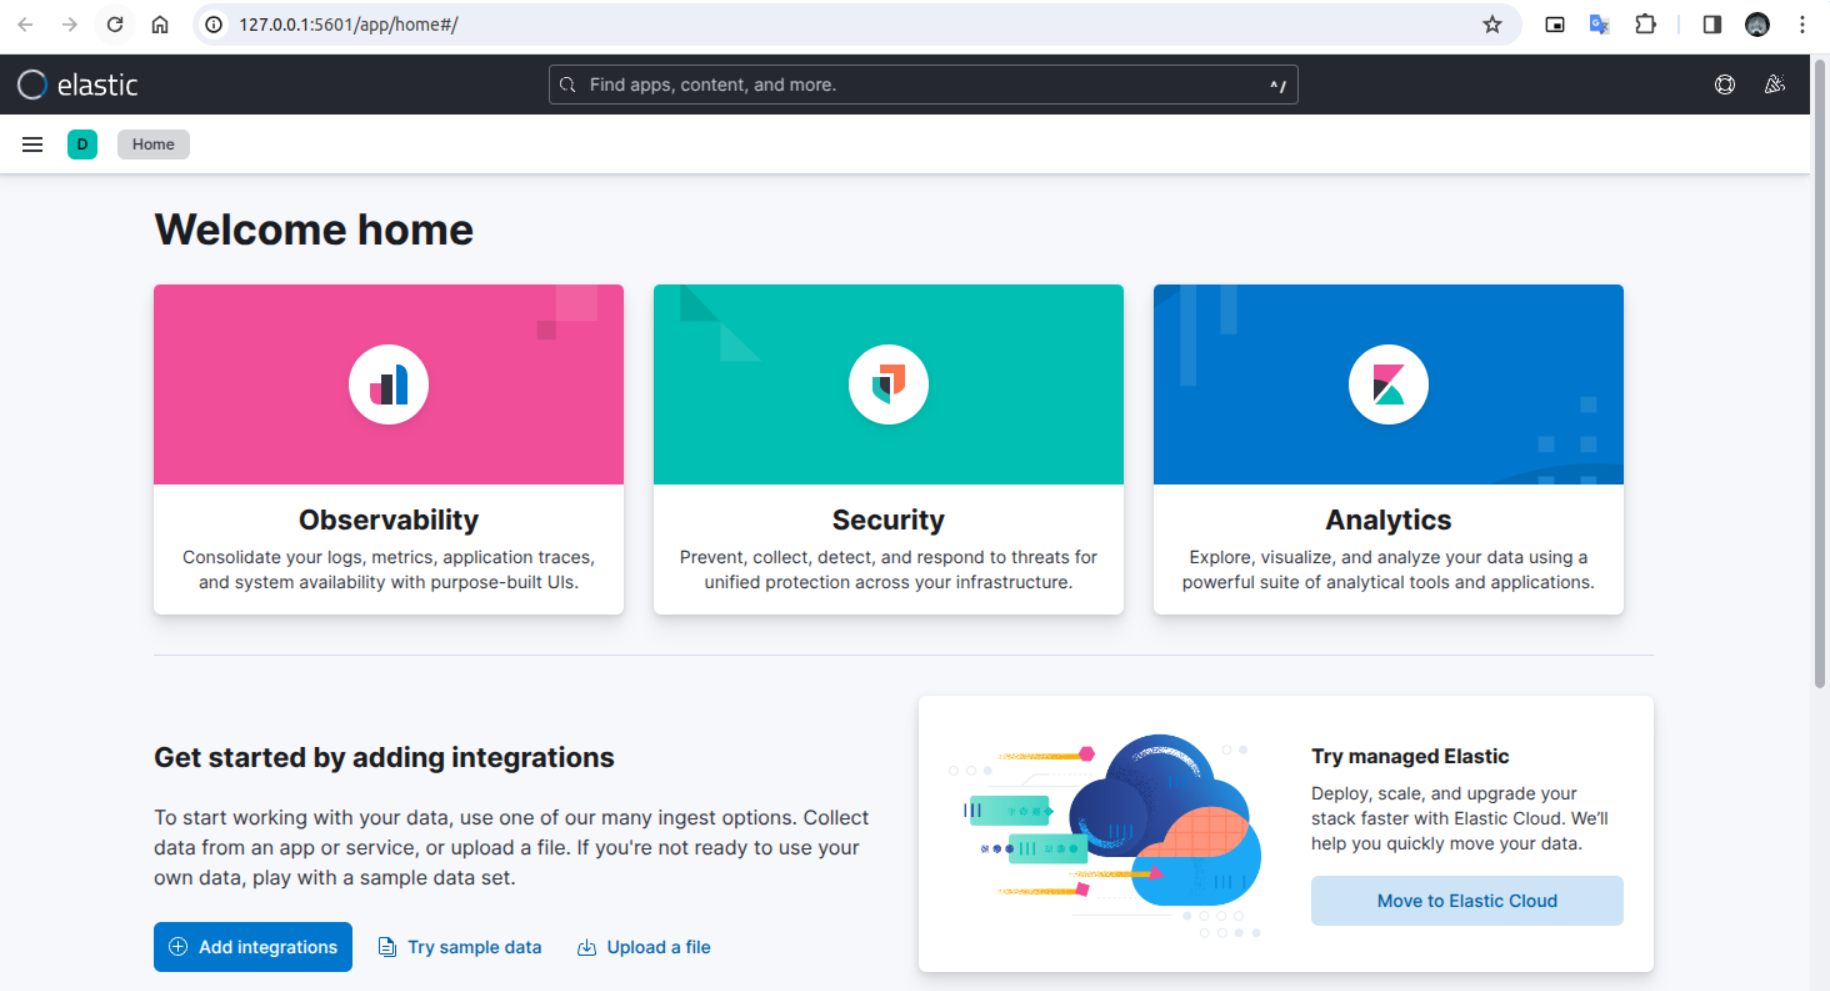 127.0.0.1:5601/app/home#/
elastic
Find apps, content, and more.
^/
D
Home
Welcome home
Observability
Consolidate your logs, metrics, application traces,
and system availability with purpose-built UIs.
Security
Prevent, collect, detect, and respond to threats for
unified protection across your infrastructure.
Analytics
Explore, visualize, and analyze your data using a
powerful suite of analytical tools and applications.
Get started by adding integrations
To start working with your data, use one of our many ingest options. Collect
data from an app or service, or upload a file. If you're not ready to use your
own data, play with a sample data set.
Add integrations
Try sample data
Upload a file
Try managed Elastic
Deploy, scale, and upgrade your
stack faster with Elastic Cloud. We’ll
help you quickly move your data.
Move to Elastic Cloud